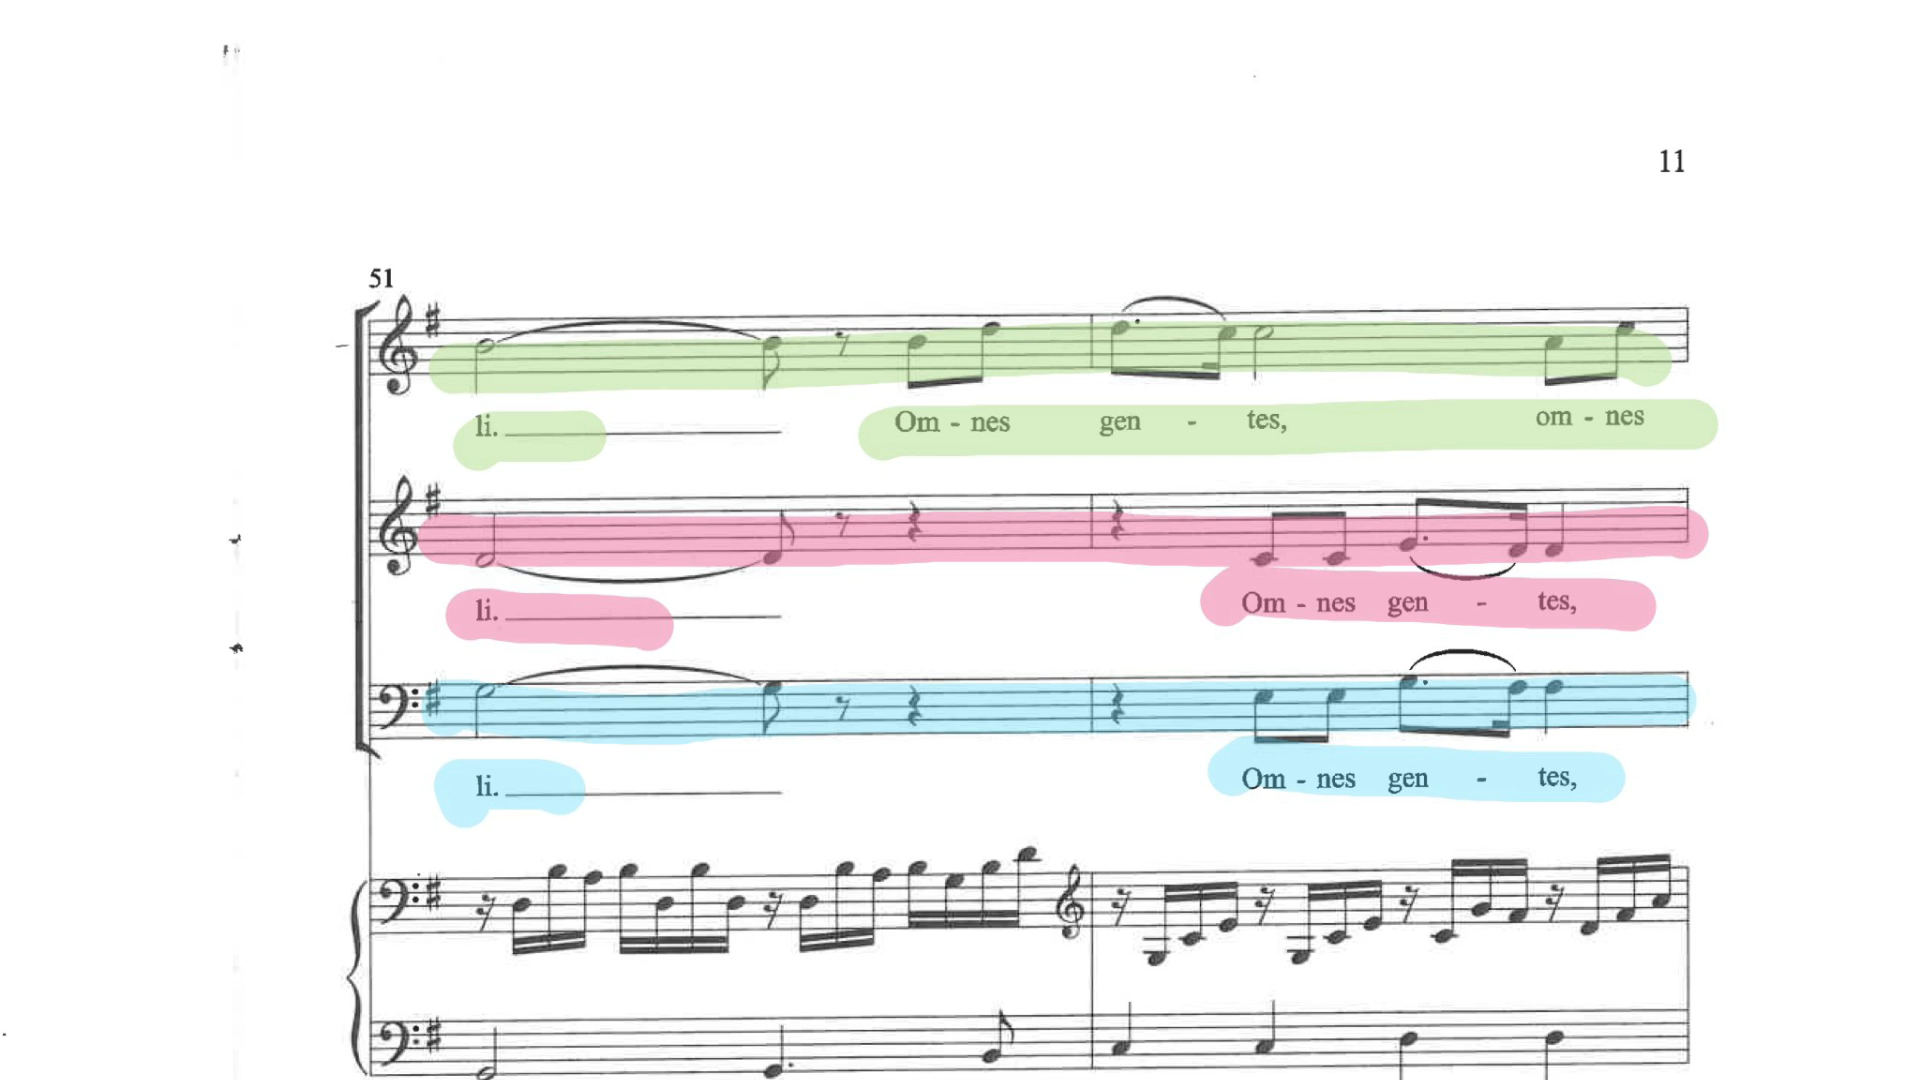 11
51
li. Om - nes gen - tes, om - nes
li. Om - nes gen - tes,
li. Om - nes gen - tes,